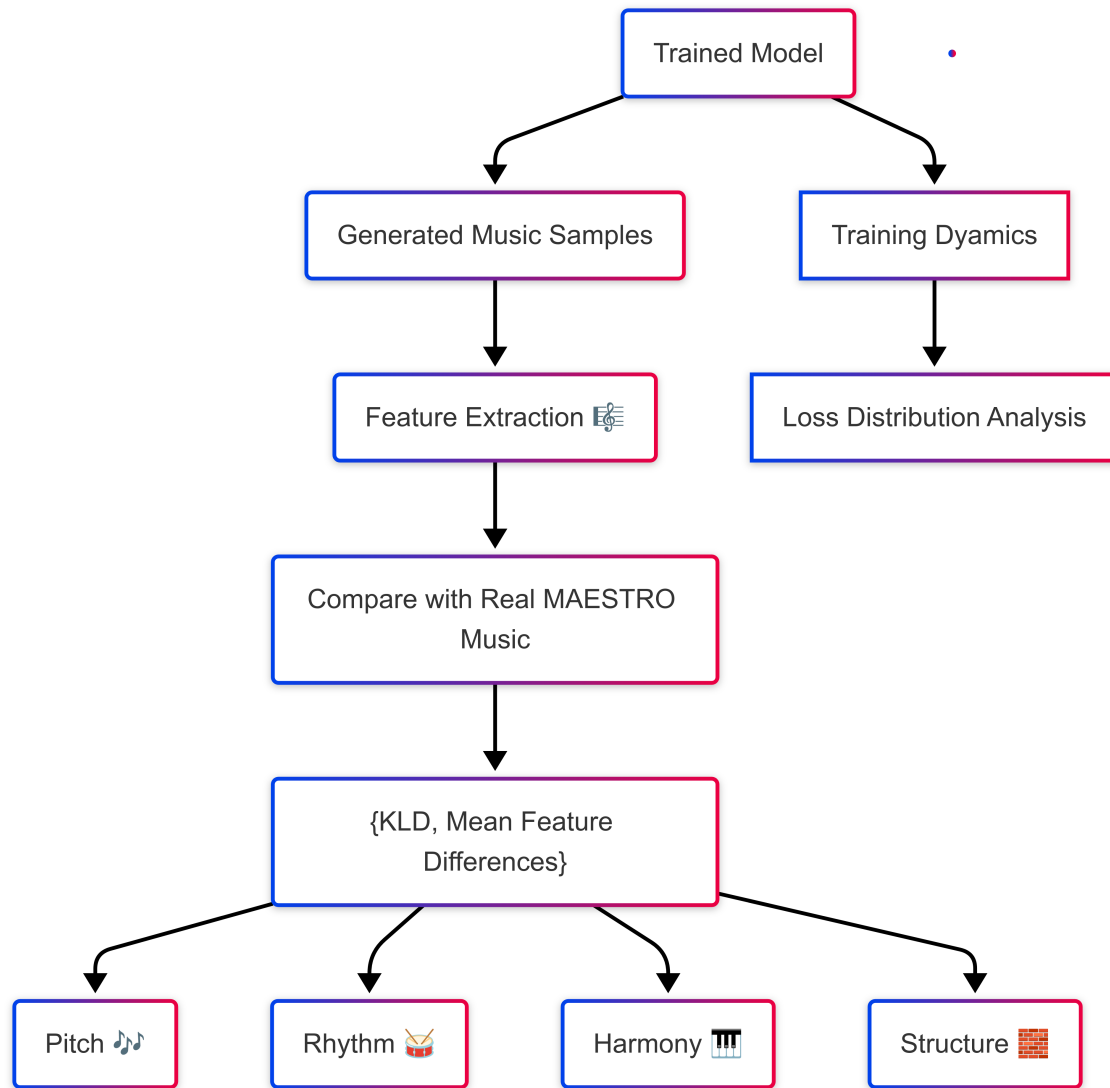 Trained Model
Generated Music Samples
Training Dyamics
Feature Extraction 🎼
Loss Distribution Analysis
Compare with Real MAESTRO
Music
{KLD, Mean Feature
Differences}
Pitch 🎶
Rhythm 🥁
Harmony 🎹
Structure 🧱